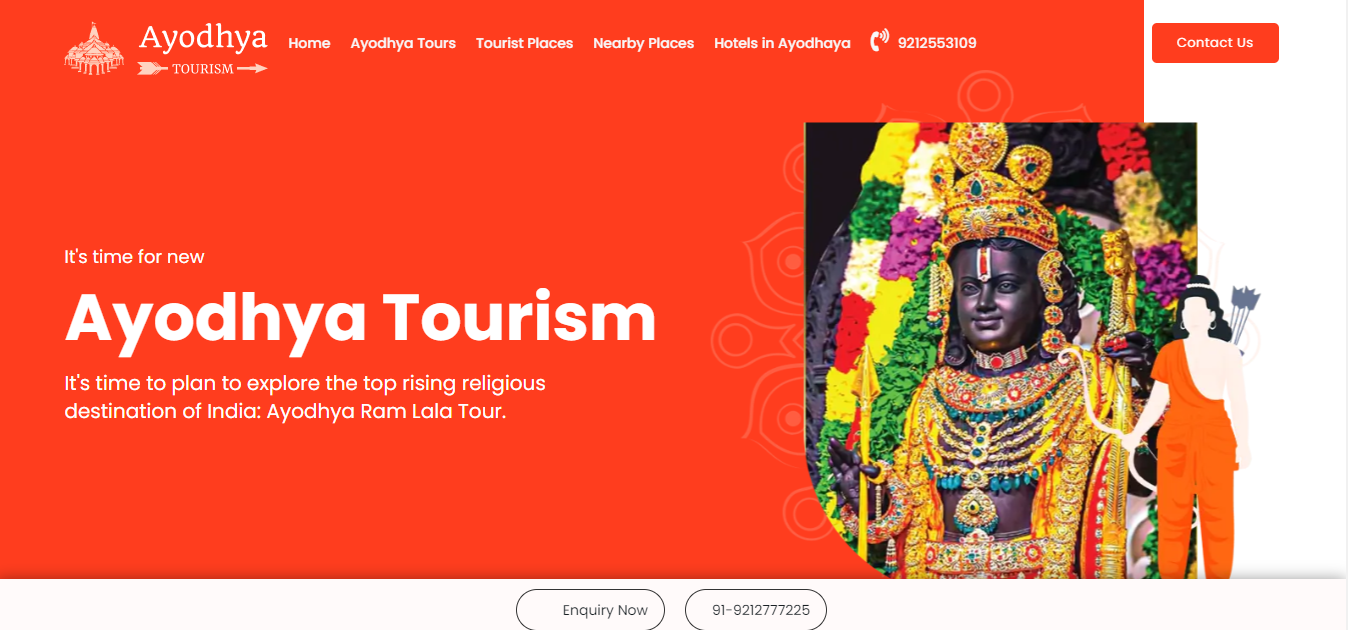 Ayodhya
TOURISM
Home Ayodhya Tours Tourist Places Nearby Places Hotels in Ayodhaya 9212553109 Contact Us
It's time for new
Ayodhya Tourism
It's time to plan to explore the top rising religious
destination of India: Ayodhya Ram Lala Tour.
Enquiry Now 91-9212777225